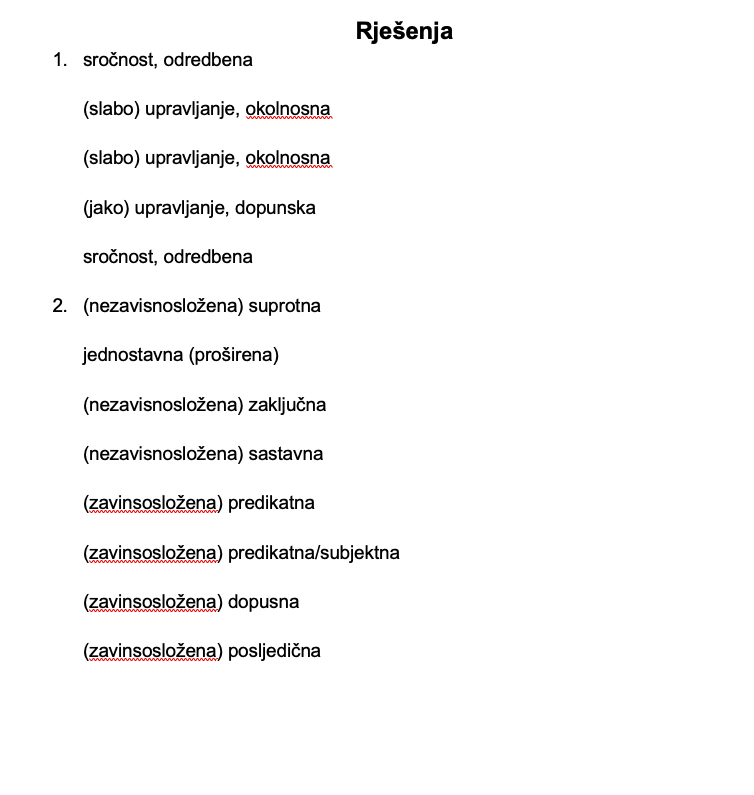 Rješenja
1. sročnost, odredbena
(slabo) upravljanje, okolnosna
(slabo) upravljanje, okolnosna
(jako) upravljanje, dopunska
sročnost, odredbena
2. (nezavisnosložena) suprotna
jednostavna (proširena)
(nezavisnosložena) zaključna
(nezavisnosložena) sastavna
(zavinsosložena) predikatna
(zavinsosložena) predikatna/subjektna
(zavinsosložena) dopusna
(zavinsosložena) posljedična